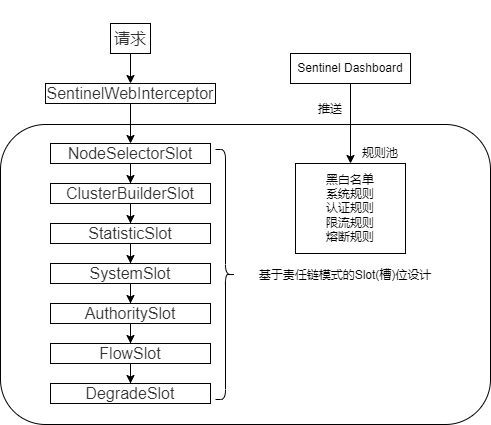 请求
SentinelWebInterceptor
NodeSelectorSlot
ClusterBuilderSlot
StatisticSlot
SystemSlot
AuthoritySlot
FlowSlot
DegradeSlot
基于责任链模式的Slot(槽)位设计
Sentinel Dashboard
推送
规则池
黑白名单
系统规则
认证规则
限流规则
熔断规则